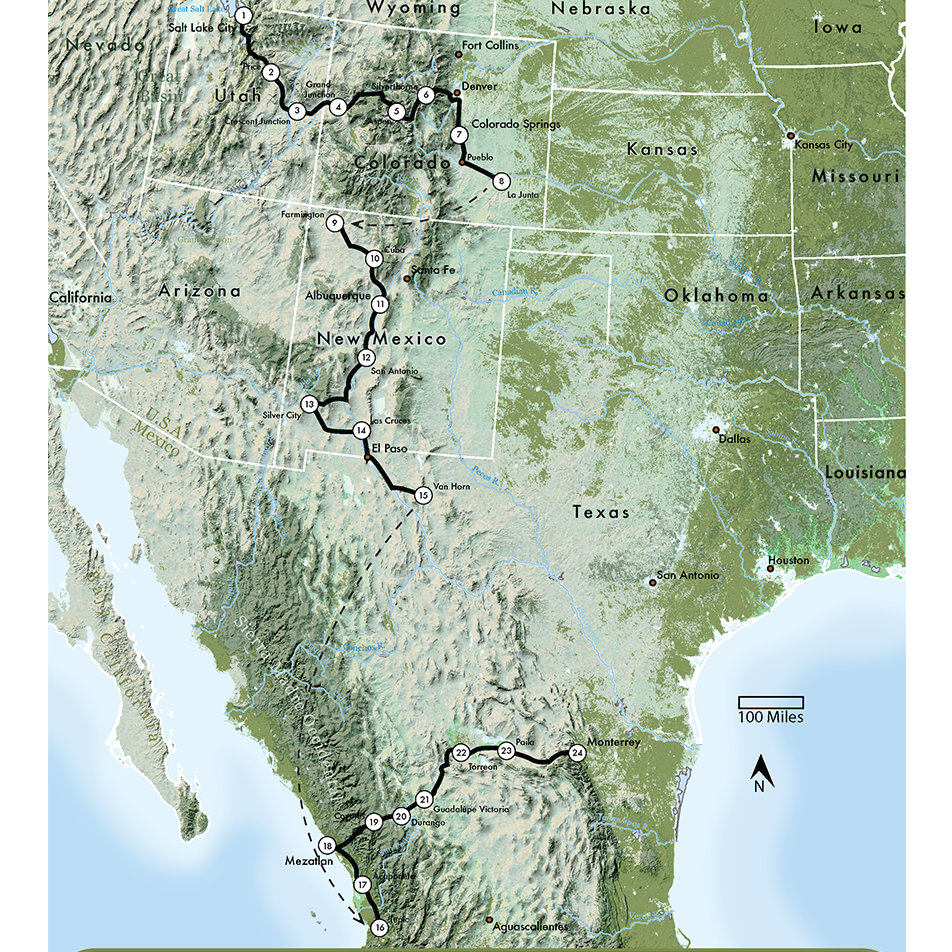 Great Salt Lake
Wyoming
Nebraska
Iowa
1
Salt Lake City
Nevada
Fort Collins
Great
Basin
Price
2
Utah
Grand
Junction
Silverthorne
Denver
3
4
5
6
Crescent Junction
Aspen
7
Colorado Springs
Kansas
Kansas City
Colorado
Pueblo
Missouri
8
La Junta
Farmington
9
Cuba
10
Santa Fe
California
Arizona
Albuquerque
11
Canadian R.
Oklahoma
Arkansas
New Mexico
12
San Antonio
13
Silver City
Las Cruces
14
U.S.A.
Mexico
El Paso
Dallas
Louisiana
Pecos R.
Van Horn
15
Texas
Houston
San Antonio
Conchos R.
100 Miles
N
22
23
24
Paila
Monterrey
Torreon
21
Guadalupe Victoria
19
20
Durango
18
Mezatlan
17
Acaponeta
16
Tepic
Aguascalientes